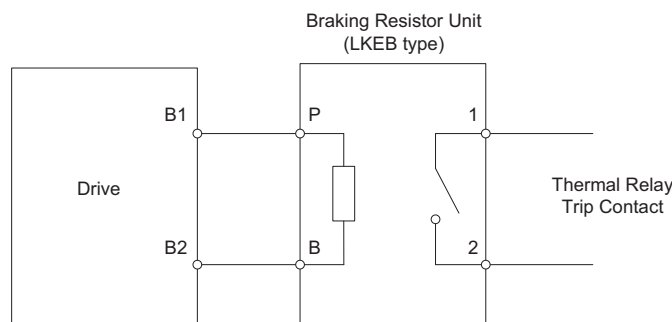 Braking Resistor Unit
(LKEB type)
B1
P
1
Drive
Thermal Relay
Trip Contact
B2
B
2